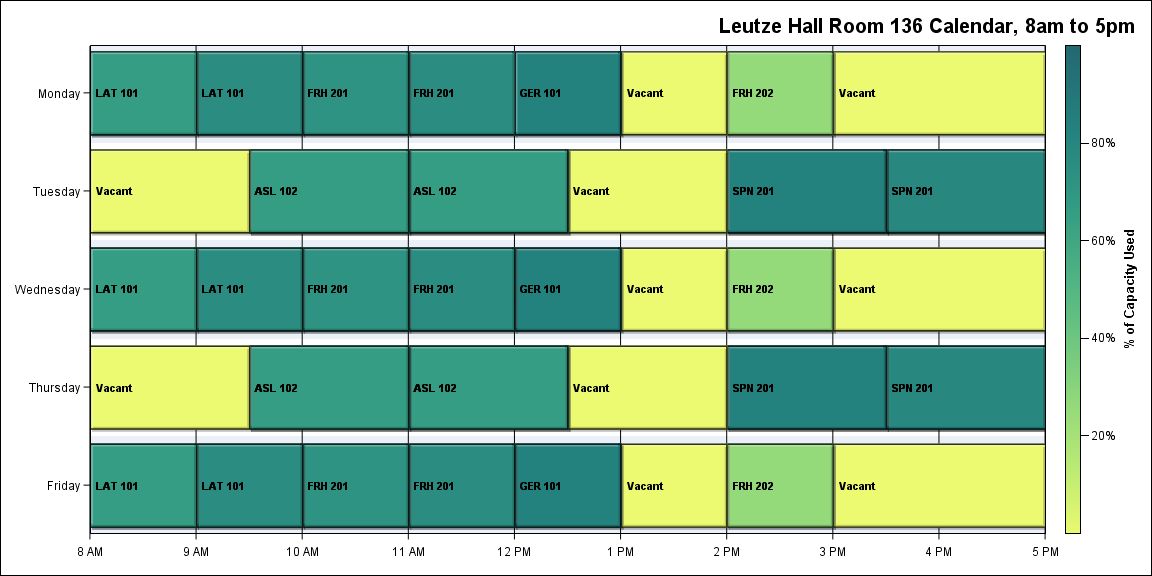 Leutze Hall Room 136 Calendar, 8am to 5pm
Monday LAT 101 LAT 101 FRH 201 FRH 201 GER 101 Vacant FRH 202 Vacant
Tuesday Vacant ASL 102 ASL 102 Vacant SPN 201 SPN 201
Wednesday LAT 101 LAT 101 FRH 201 FRH 201 GER 101 Vacant FRH 202 Vacant
Thursday Vacant ASL 102 ASL 102 Vacant SPN 201 SPN 201
Friday LAT 101 LAT 101 FRH 201 FRH 201 GER 101 Vacant FRH 202 Vacant
8 AM 9 AM 10 AM 11 AM 12 PM 1 PM 2 PM 3 PM 4 PM 5 PM
80%
60%
40%
20%
% of Capacity Used